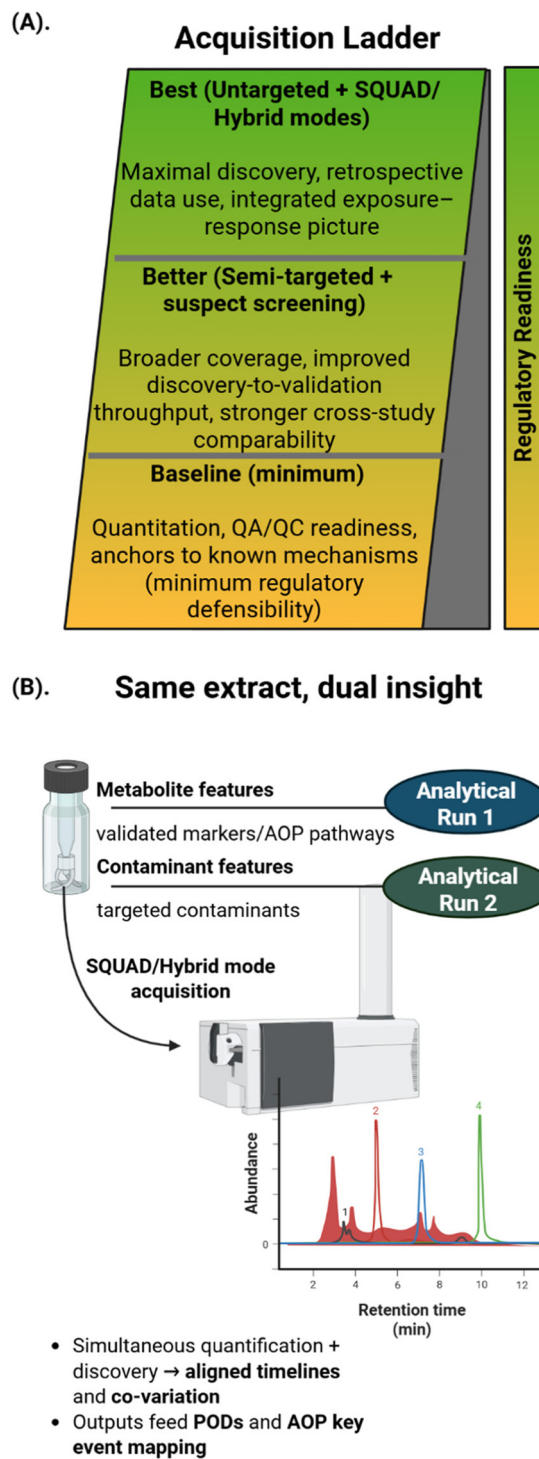 (A).
Acquisition Ladder
Best (Untargeted + SQUAD/
Hybrid modes)
Maximal discovery, retrospective
data use, integrated exposure–
response picture
Better (Semi-targeted +
suspect screening)
Broader coverage, improved
discovery-to-validation
throughput, stronger cross-study
comparability
Baseline (minimum)
Quantitation, QA/QC readiness,
anchors to known mechanisms
(minimum regulatory
defensibility)
Regulatory Readiness
(B).
Same extract, dual insight
Metabolite features
validated markers/AOP pathways
Analytical
Run 1
Contaminant features
targeted contaminants
Analytical
Run 2
SQUAD/Hybrid mode
acquisition
Abundance
0
1
2
3
4
2 4 6 8 10 12
Retention time
(min)
• Simultaneous quantification +
discovery → aligned timelines
and co-variation
• Outputs feed PODs and AOP key
event mapping